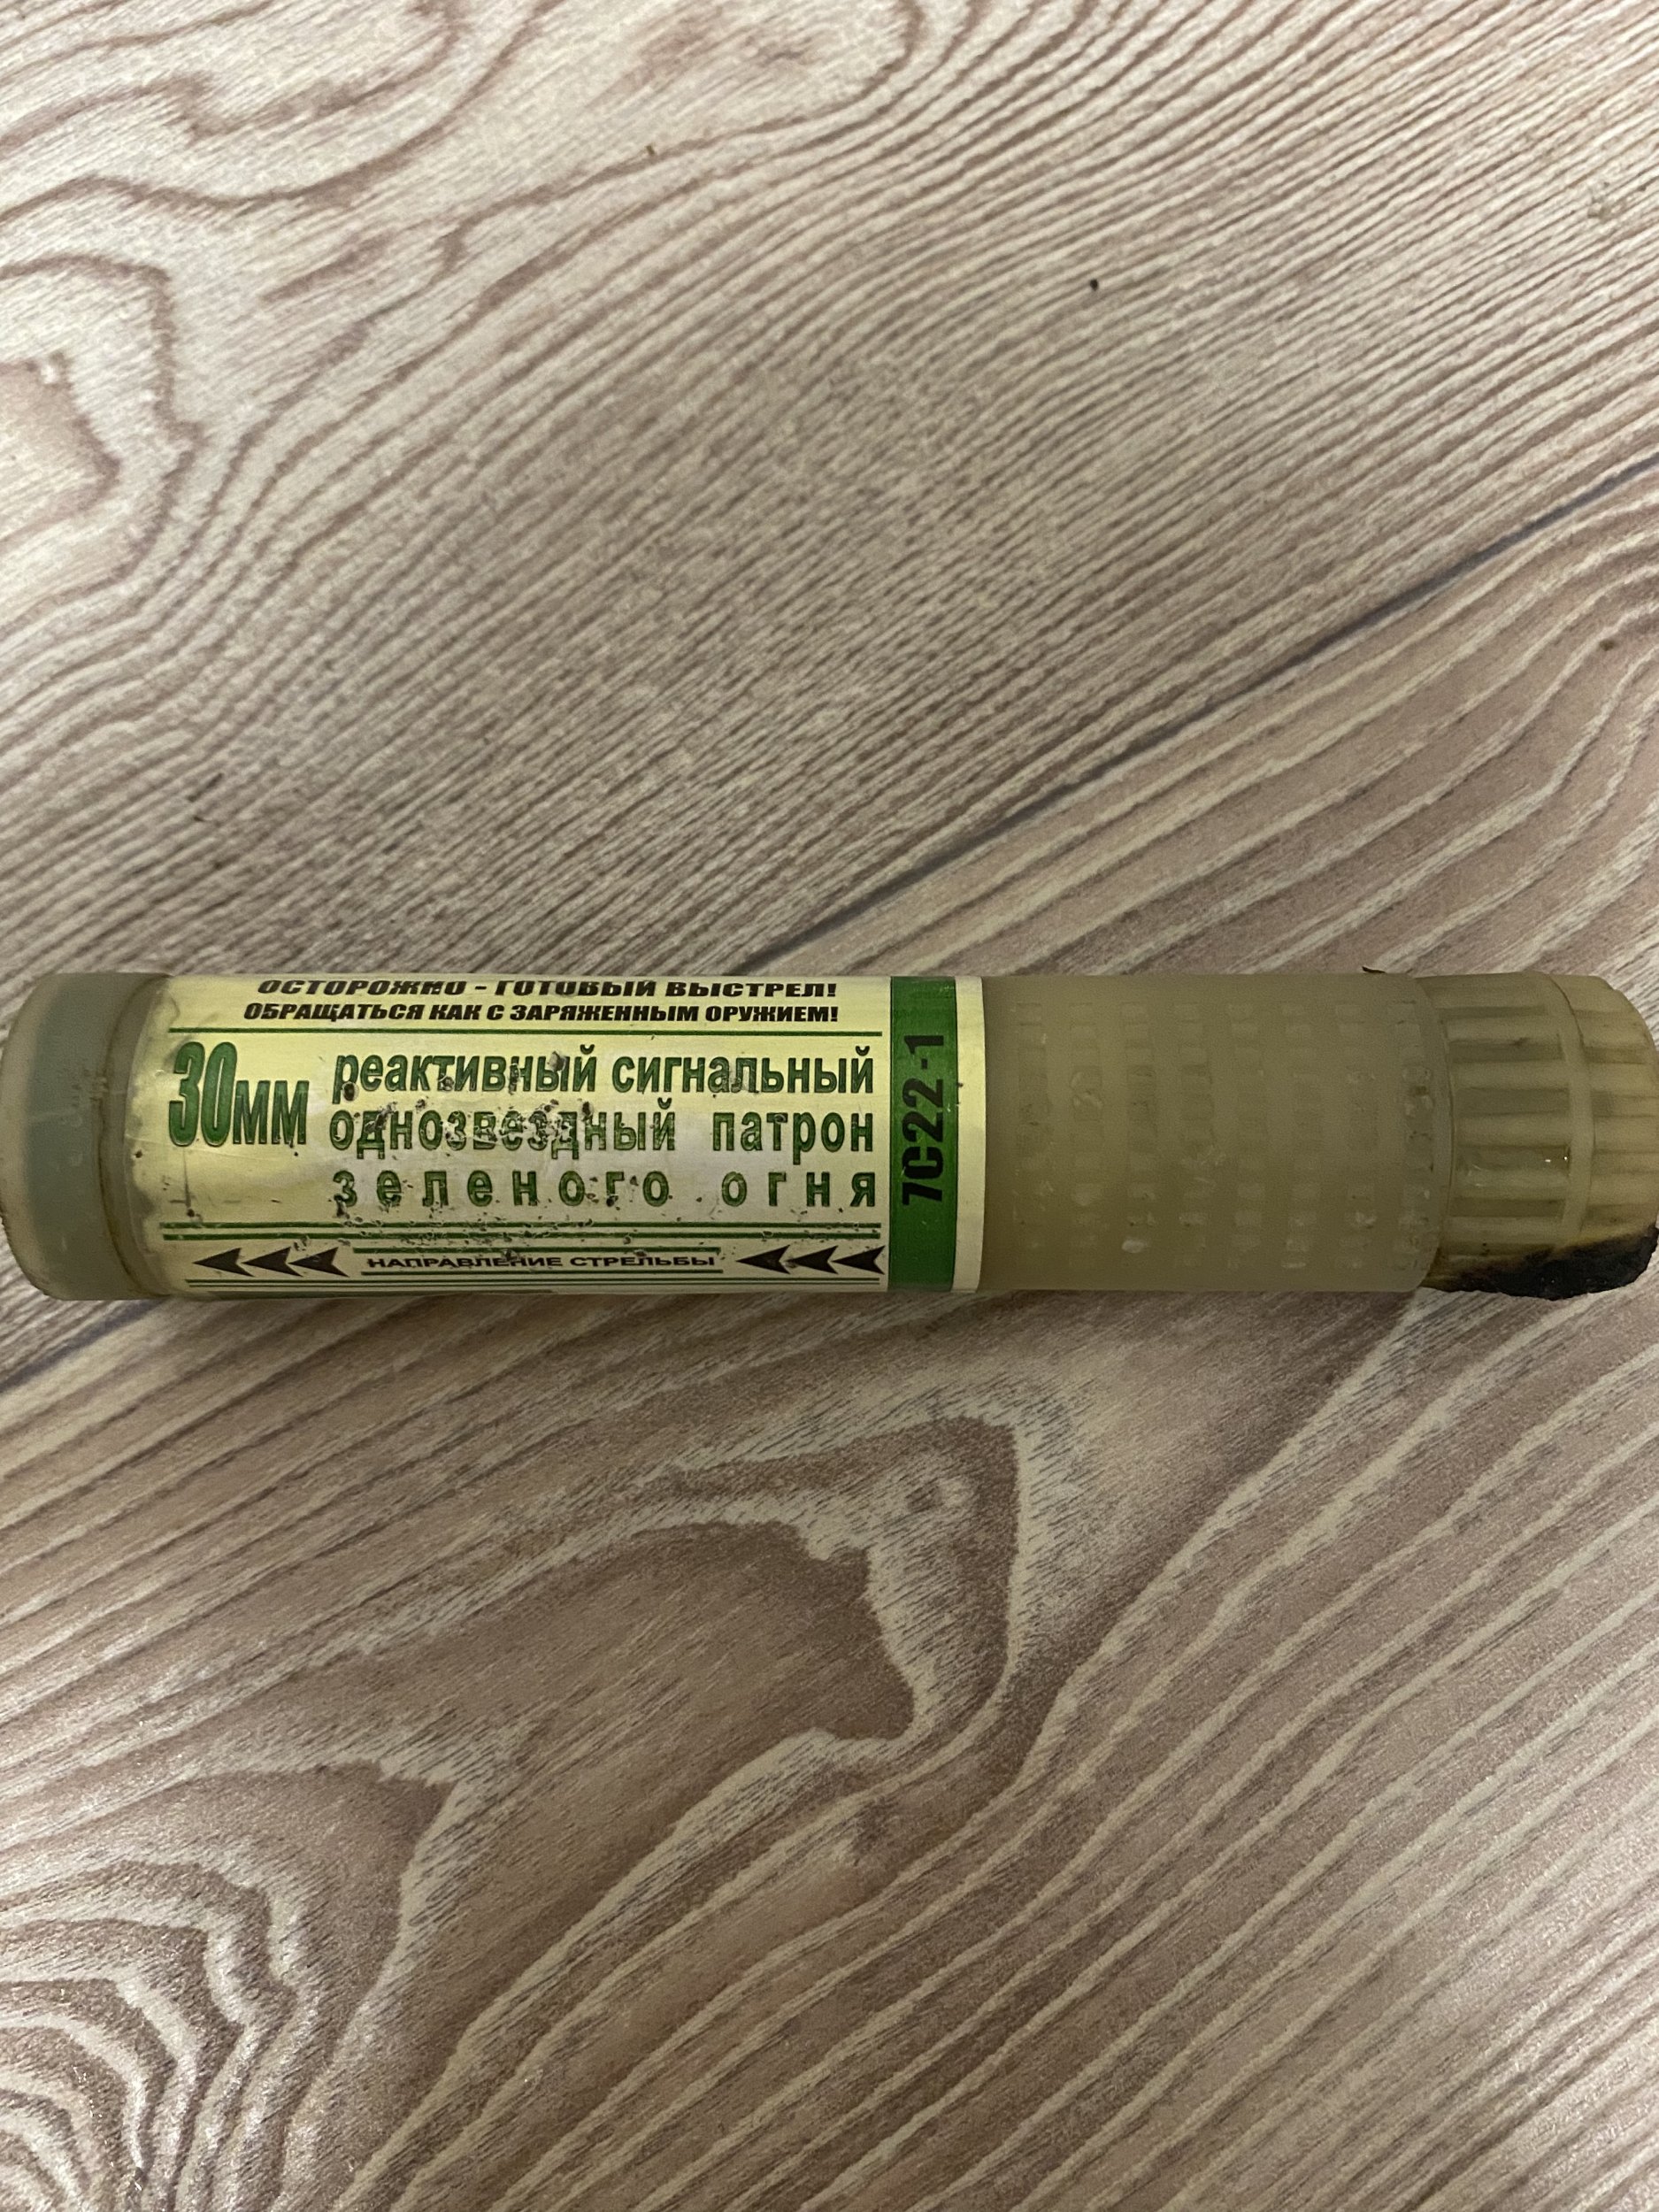 ОСТОРОЖНО - ГОТОВЫЙ ВЫСТРЕЛ!
ОБРАЩАТЬСЯ КАК С ЗАРЯЖЕННЫМ ОРУЖИЕМ!
30мм реактивный сигнальный
однозвездный патрон
зеленого огня
НАПРАВЛЕНИЕ СТРЕЛЬБЫ
7С22-1